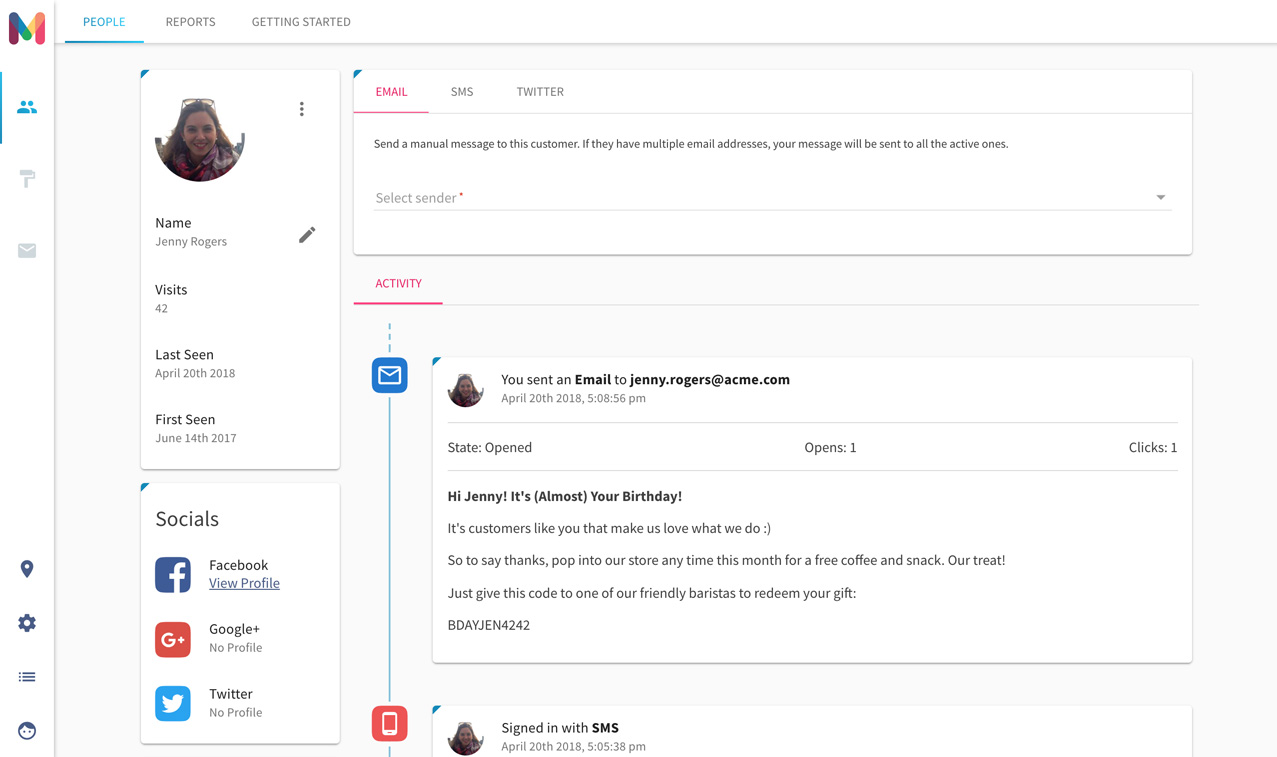 PEOPLE REPORTS GETTING STARTED
Name
Jenny Rogers
Visits
42
Last Seen
April 20th 2018
First Seen
June 14th 2017
Socials
Facebook
View Profile
Google+
No Profile
Twitter
No Profile
EMAIL SMS TWITTER
Send a manual message to this customer. If they have multiple email addresses, your message will be sent to all the active ones.
Select sender *
ACTIVITY
You sent an Email to jenny.rogers@acme.com
April 20th 2018, 5:08:56 pm
State: Opened Opens: 1 Clicks: 1
Hi Jenny! It's (Almost) Your Birthday!
It's customers like you that make us love what we do :)
So to say thanks, pop into our store any time this month for a free coffee and snack. Our treat!
Just give this code to one of our friendly baristas to redeem your gift:
BDAYJEN4242
Signed in with SMS
April 20th 2018, 5:05:38 pm